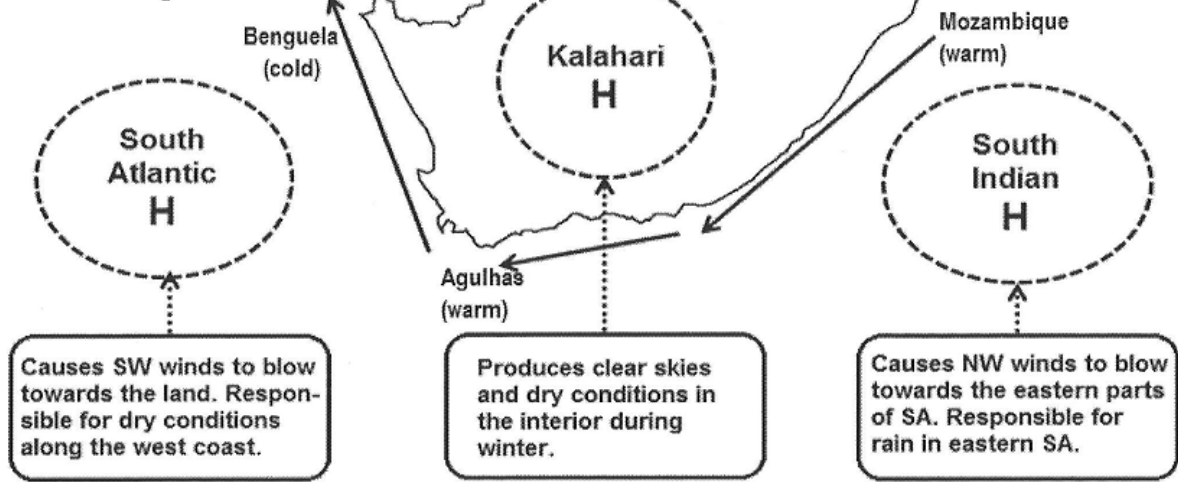 Benguela
(cold)
Kalahari
H
Mozambique
(warm)
South
Atlantic
H
South
Indian
H
Agulhas
(warm)
Causes SW winds to blow
towards the land. Respon-
sible for dry conditions
along the west coast.
Produces clear skies
and dry conditions in
the interior during
winter.
Causes NW winds to blow
towards the eastern parts
of SA. Responsible for
rain in eastern SA.